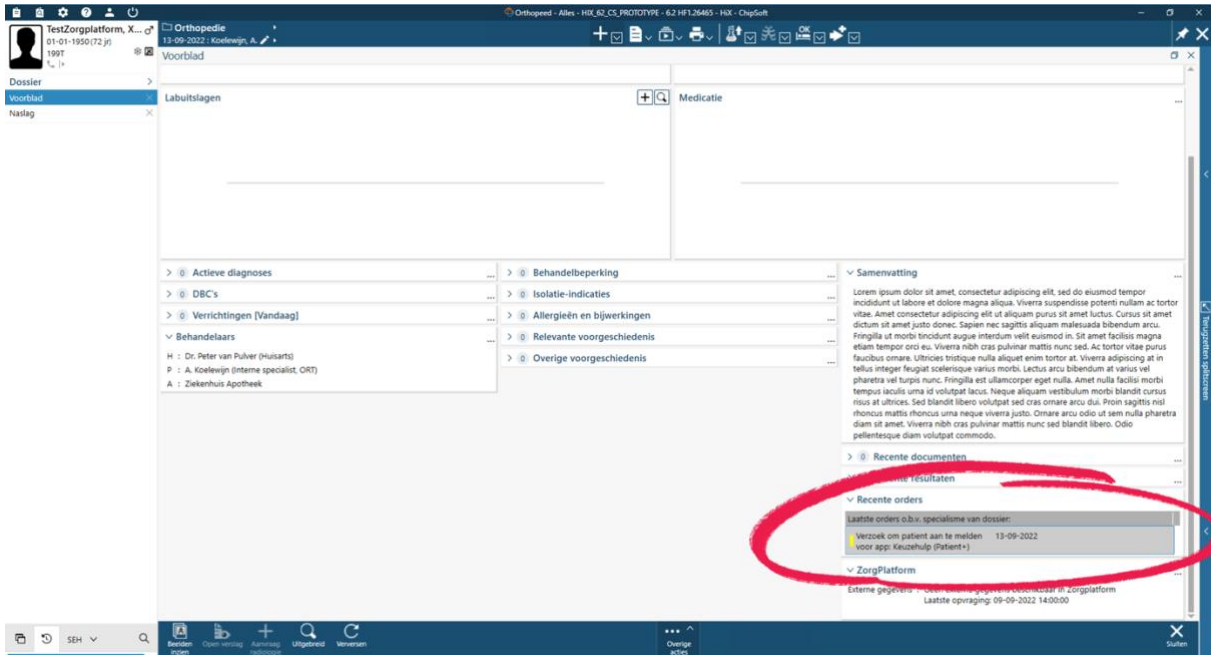 Orthopeed - Alles - HIX_62_CS_PROTOTYPE - 6.2 HF1.26465 - HiX - ChipSoft
TestZorgplatform, X...
01-01-1950 (72 jr)
199T
Orthopedie
13-09-2022 : Koelewijn, A.
Dossier
Voorblad
Naslag
Voorblad
Labuitslagen
Medicatie
...
0 Actieve diagnoses ...
0 DBC's ...
0 Verrichtingen [Vandaag] ...
Behandelaars ...
H : Dr. Peter van Pulver (Huisarts)
P : A. Koelewijn (Interne specialist, ORT)
A : Ziekenhuis Apotheek
0 Behandelbeperking ...
0 Isolatie-indicaties ...
0 Allergieën en bijwerkingen ...
0 Relevante voorgeschiedenis ...
0 Overige voorgeschiedenis ...
Samenvatting ...
Lorem ipsum dolor sit amet, consectetur adipiscing elit, sed do eiusmod tempor
incididunt ut labore et dolore magna aliqua. Viverra suspendisse potenti nullam ac tortor
vitae. Amet consectetur adipiscing elit ut aliquam purus sit amet luctus. Cursus sit amet
dictum sit amet justo donec. Sapien nec sagittis aliquam malesuada bibendum arcu.
Fringilla ut morbi tincidunt augue interdum velit euismod in. Sit amet facilisis magna
etiam tempor orci eu. Viverra nibh cras pulvinar mattis nunc sed. Ac tortor vitae purus
faucibus ornare. Ultricies tristique nulla aliquet enim tortor at. Viverra adipiscing at in
tellus integer feugiat scelerisque varius morbi. Lectus arcu bibendum at varius vel
pharetra vel turpis nunc. Fringilla est ullamcorper eget nulla. Amet nulla facilisi morbi
tempus iaculis urna id volutpat lacus. Neque aliquam vestibulum morbi blandit cursus
risus at ultrices. Sed blandit libero volutpat sed cras ornare arcu dui. Proin sagittis nisl
rhoncus mattis rhoncus urna neque viverra justo. Ornare arcu odio ut sem nulla pharetra
diam sit amet. Viverra nibh cras pulvinar mattis nunc sed blandit libero. Odio
pellentesque diam volutpat commodo.
0 Recente documenten ...
resultaten ...
Recente orders
Laatste orders o.b.v. specialisme van dossier:
Verzoek om patient aan te melden 13-09-2022
voor app: Keuzehulp (Patient+)
ZorgPlatform ...
Externe gegevens : beschikbaar in Zorgplatform
Laatste opvraging: 09-09-2022 14:00:00
Terugzetten splitscreen
SEH
Beelden inzien
Open verslag
Aanvraag radiologie
Uitgebreid
Verversen
Overige acties
Sluiten